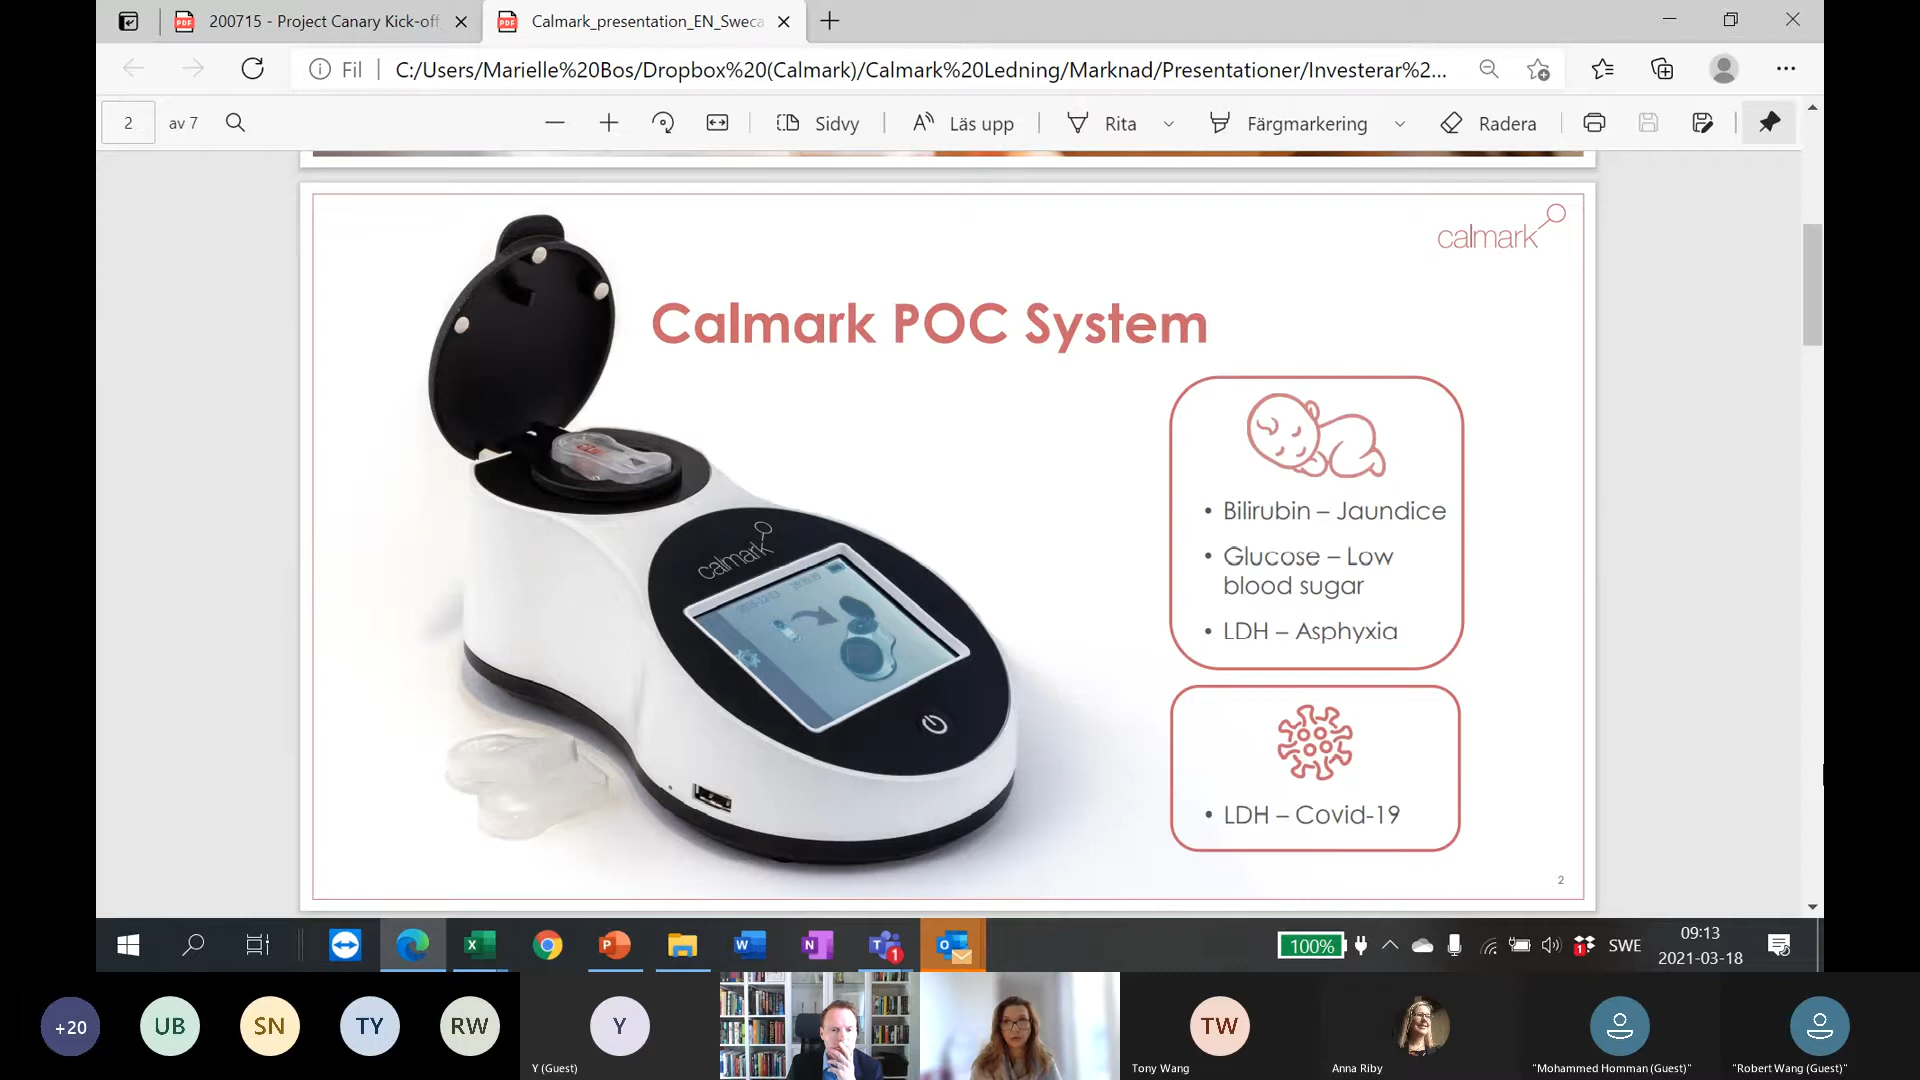 200715 - Project Canary Kick-off
Calmark_presentation_EN_Sweca
Fil
C:/Users/Marielle%20Bos/Dropbox%20(Calmark)/Calmark%20Ledning/Marknad/Presentationer/Investerar%2...
2
av 7
Sidvy
Läs upp
Rita
Färgmarkering
Radera
calmark
Calmark POC System
• Bilirubin – Jaundice
• Glucose – Low
blood sugar
• LDH – Asphyxia
calmark
• LDH – Covid-19
2
100%
1
1
SWE
09:13
2021-03-18
+20
UB
SN
TY
RW
Y
Y (Guest)
TW
Tony Wang
Anna Riby
"Mohammed Homman (Guest)"
"Robert Wang (Guest)"